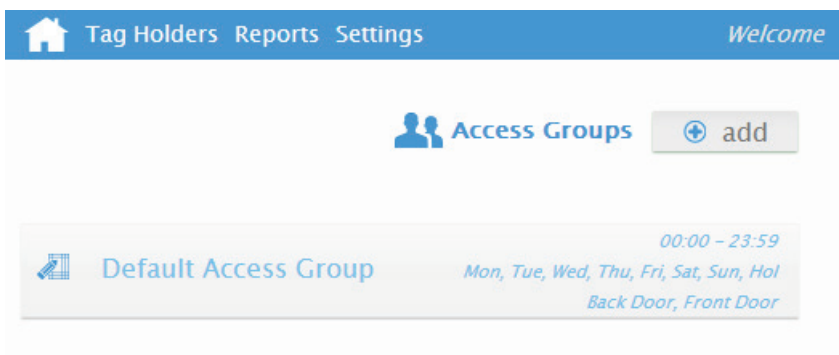 Tag Holders Reports Settings Welcome
Access Groups add
00:00 – 23:59
Default Access Group Mon, Tue, Wed, Thu, Fri, Sat, Sun, Hol
Back Door, Front Door